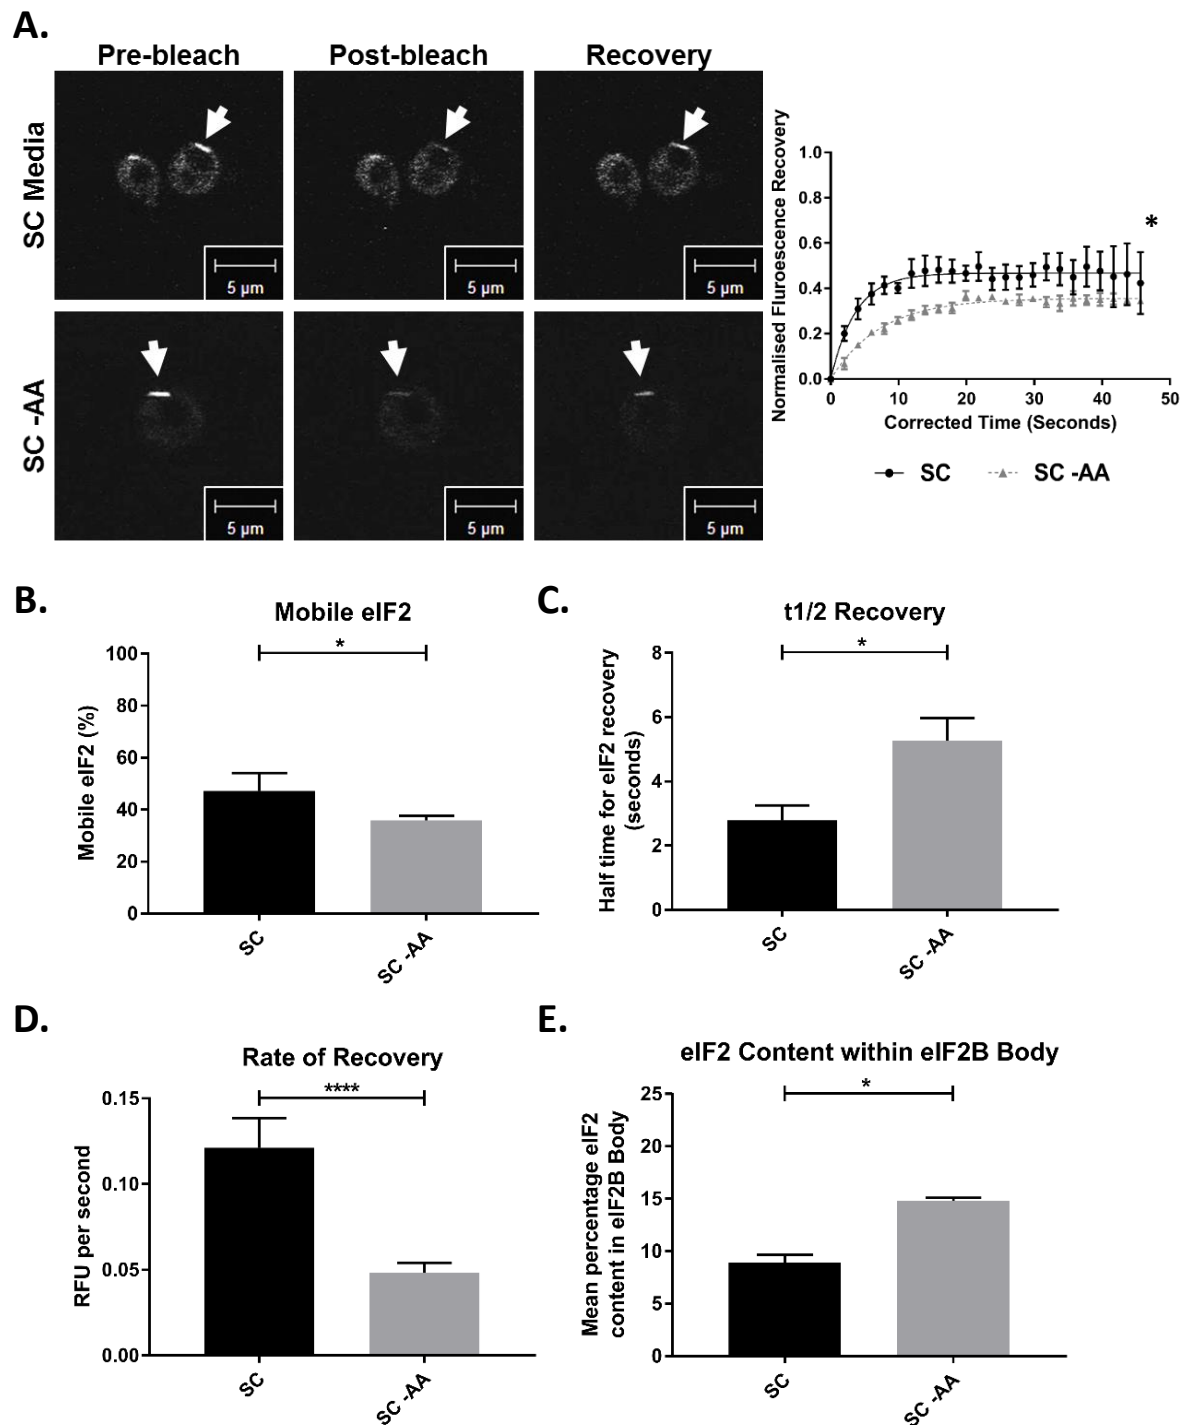 A.
Pre-bleach
Post-bleach
Recovery
SC Media
5 µm
5 µm
5 µm
SC -AA
5 µm
5 µm
5 µm
Normalised Fluroescence Recovery
1.0
0.8
0.6
0.4
0.2
0.0
*
0 10 20 30 40 50
Corrected Time (Seconds)
SC
SC -AA
B.
Mobile eIF2
*
Mobile eIF2 (%)
100
80
60
40
20
0
SC
SC -AA
C.
t1/2 Recovery
*
Half time for eIF2 recovery
(seconds)
8
6
4
2
0
SC
SC -AA
D.
Rate of Recovery
****
RFU per second
0.15
0.10
0.05
0.00
SC
SC -AA
E.
eIF2 Content within eIF2B Body
*
Mean percentage eIF2
content in eIF2B Body
25
20
15
10
5
0
SC
SC -AA